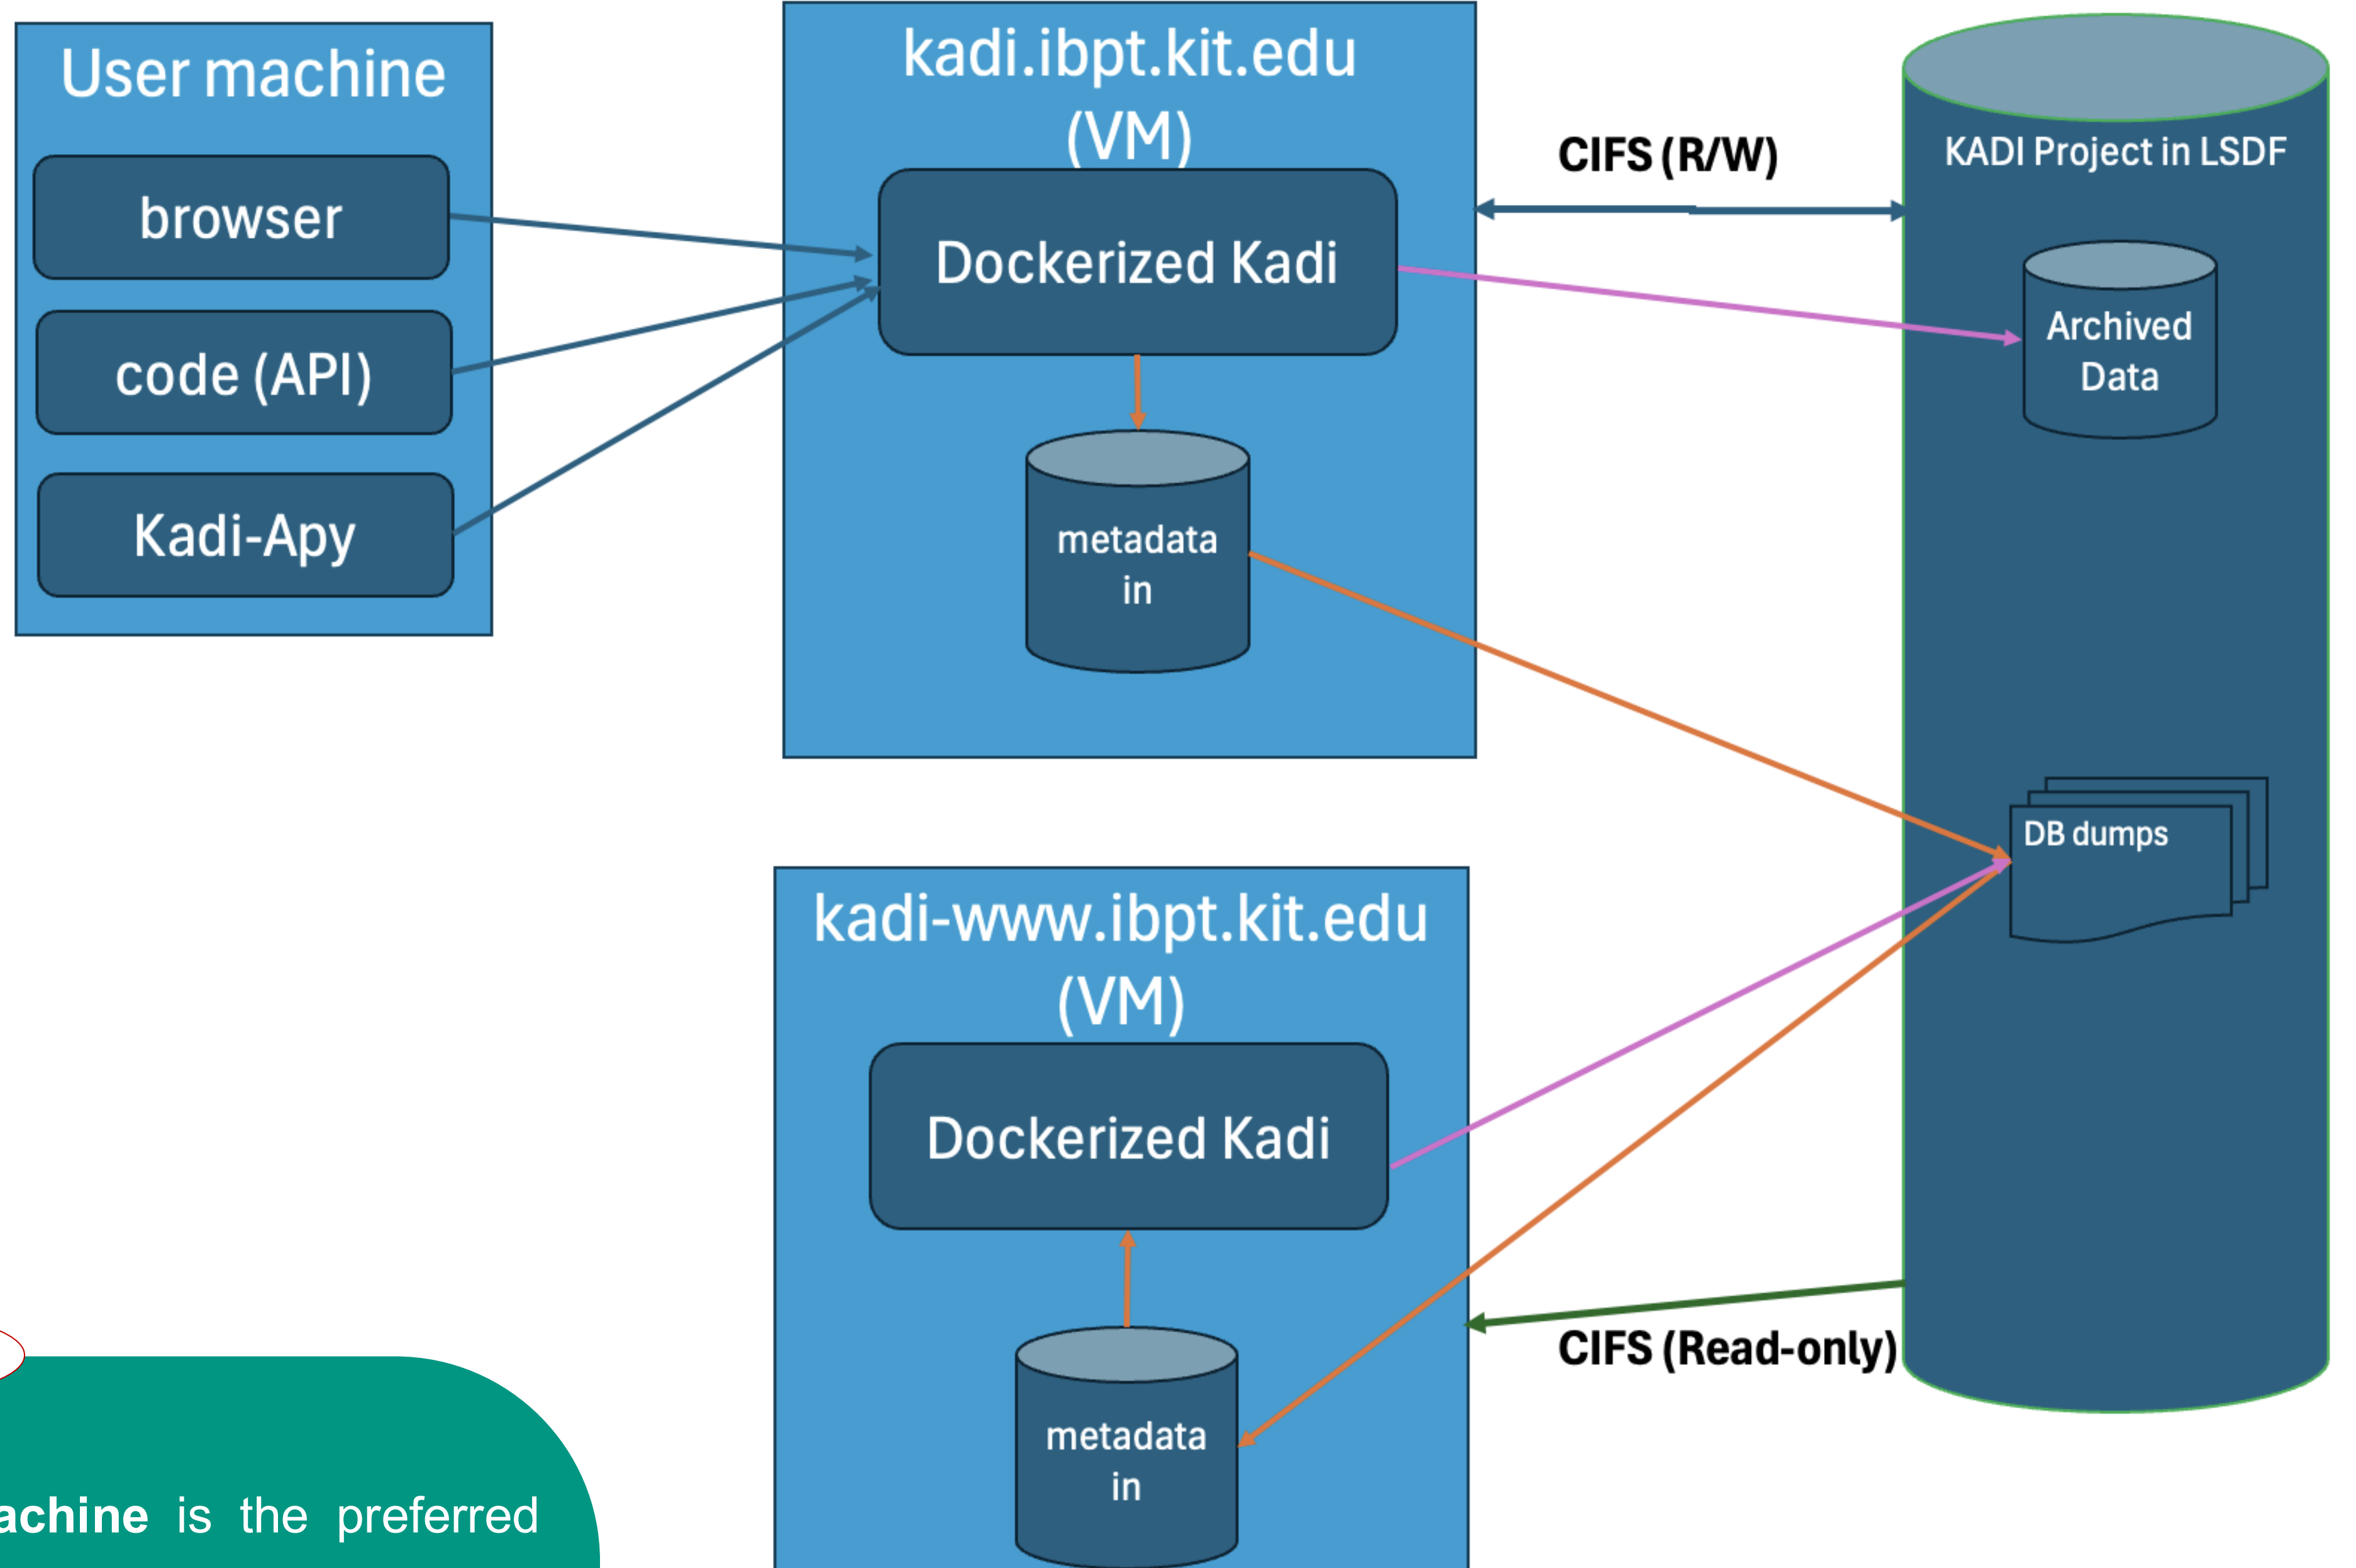 User machine
browser
code (API)
Kadi-Apy
kadi.ibpt.kit.edu
(VM)
Dockerized Kadi
metadata
in
CIFS (R/W)
KADI Project in LSDF
Archived
Data
DB dumps
kadi-www.ibpt.kit.edu
(VM)
Dockerized Kadi
metadata
in
CIFS (Read-only)
is the preferred